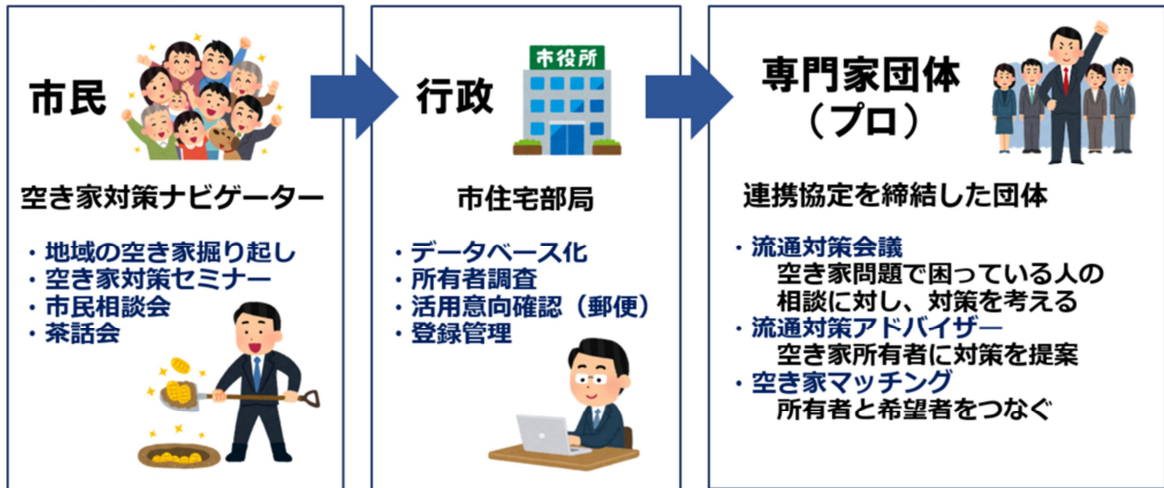 市民
空き家対策ナビゲーター
・地域の空き家掘り起し
・空き家対策セミナー
・市民相談会
・茶話会
行政
市役所
市住宅部局
・データベース化
・所有者調査
・活用意向確認（郵便）
・登録管理
専門家団体
（プロ）
連携協定を締結した団体
・流通対策会議
空き家問題で困っている人の
相談に対し、対策を考える
・流通対策アドバイザー
空き家所有者に対策を提案
・空き家マッチング
所有者と希望者をつなぐ